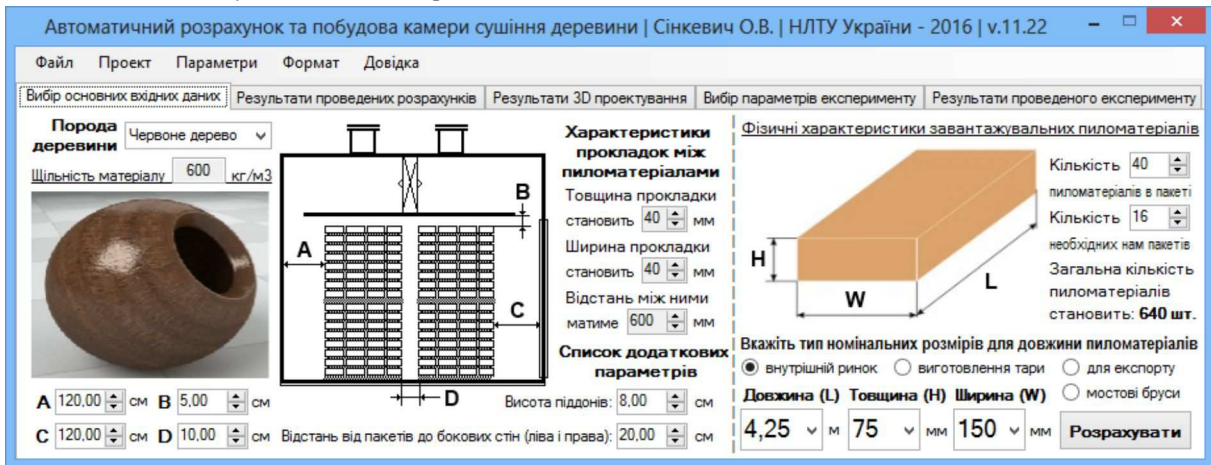 Автоматичний розрахунок та побудова камери сушіння деревини | Сінкевич О.В. | НЛТУ України - 2016 | v.11.22
Файл Проект Параметри Формат Довідка
Вибір основних вхідних даних Результати проведених розрахунків Результати 3D проектування Вибір параметрів експерименту Результати проведеного експерименту
Порода
деревини
Червоне дерево
Щільність матеріалу 600 кг/м3
A
B
C
D
A 120,00 см B 5,00 см
C 120,00 см D 10,00 см
Характеристики
прокладок між
пиломатеріалами
Товщина прокладки
становить 40 мм
Ширина прокладки
становить 40 мм
Відстань між ними
матиме 600 мм
Список додаткових
параметрів
Висота піддонів: 8,00 см
Відстань від пакетів до бокових стін (ліва і права): 20,00 см
Фізичні характеристики завантажувальних пиломатеріалів
H
W
L
Кількість 40
пиломатеріалів в пакеті
Кількість 16
необхідних нам пакетів
Загальна кількість
пиломатеріалів
становить: 640 шт.
Вкажіть тип номінальних розмірів для довжини пиломатеріалів
внутрішній ринок виготовлення тари для експорту
мостові бруси
Довжина (L) Товщина (H) Ширина (W)
4,25 м 75 мм 150 мм
Розрахувати